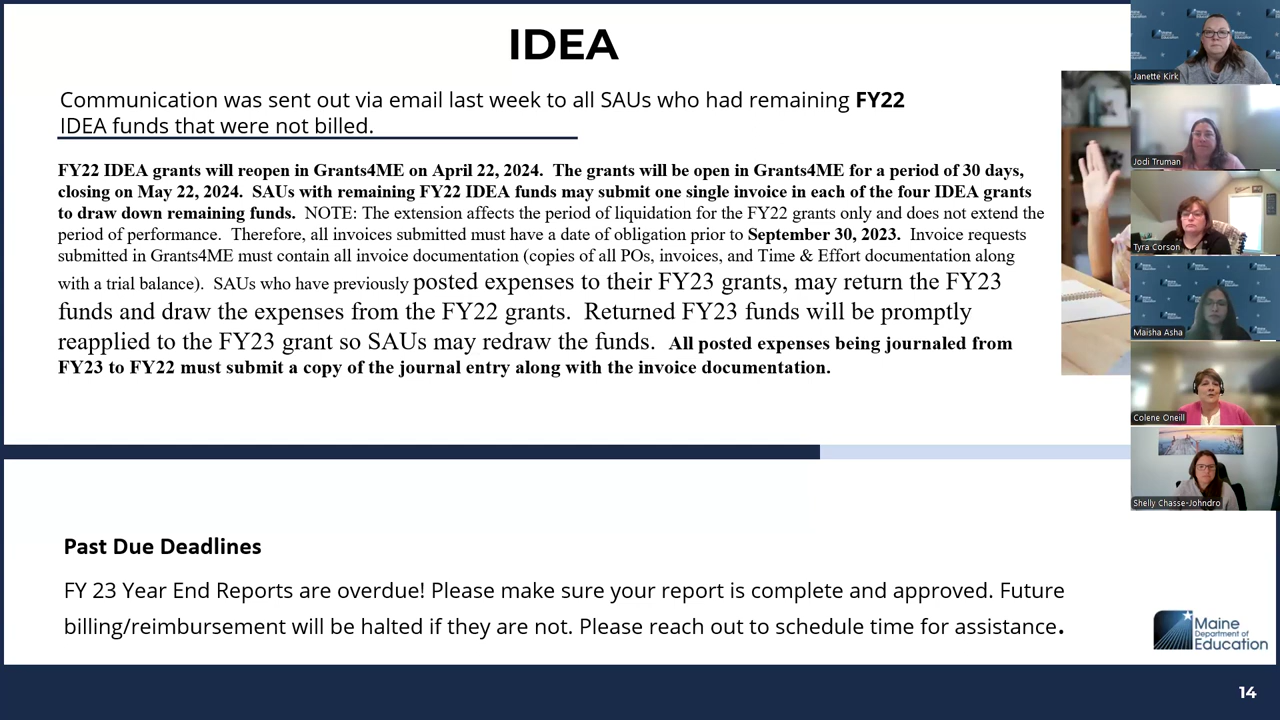 IDEA
Communication was sent out via email last week to all SAUs who had remaining FY22
IDEA funds that were not billed.
FY22 IDEA grants will reopen in Grants4ME on April 22, 2024.  The grants will be open in Grants4ME for a period of 30 days,
closing on May 22, 2024.  SAUs with remaining FY22 IDEA funds may submit one single invoice in each of the four IDEA grants
to draw down remaining funds.  NOTE: The extension affects the period of liquidation for the FY22 grants only and does not extend the
period of performance.  Therefore, all invoices submitted must have a date of obligation prior to September 30, 2023.  Invoice requests
submitted in Grants4ME must contain all invoice documentation (copies of all POs, invoices, and Time & Effort documentation along
with a trial balance).  SAUs who have previously posted expenses to their FY23 grants, may return the FY23
funds and draw the expenses from the FY22 grants.  Returned FY23 funds will be promptly
reapplied to the FY23 grant so SAUs may redraw the funds.  All posted expenses being journaled from
FY23 to FY22 must submit a copy of the journal entry along with the invoice documentation.
Past Due Deadlines
FY 23 Year End Reports are overdue! Please make sure your report is complete and approved. Future
billing/reimbursement will be halted if they are not. Please reach out to schedule time for assistance.
Maine
Department of
Education
14
Janette Kirk
Jodi Truman
Tyra Corson
Maisha Asha
Colene Oneill
Shelly Chasse-Johndro